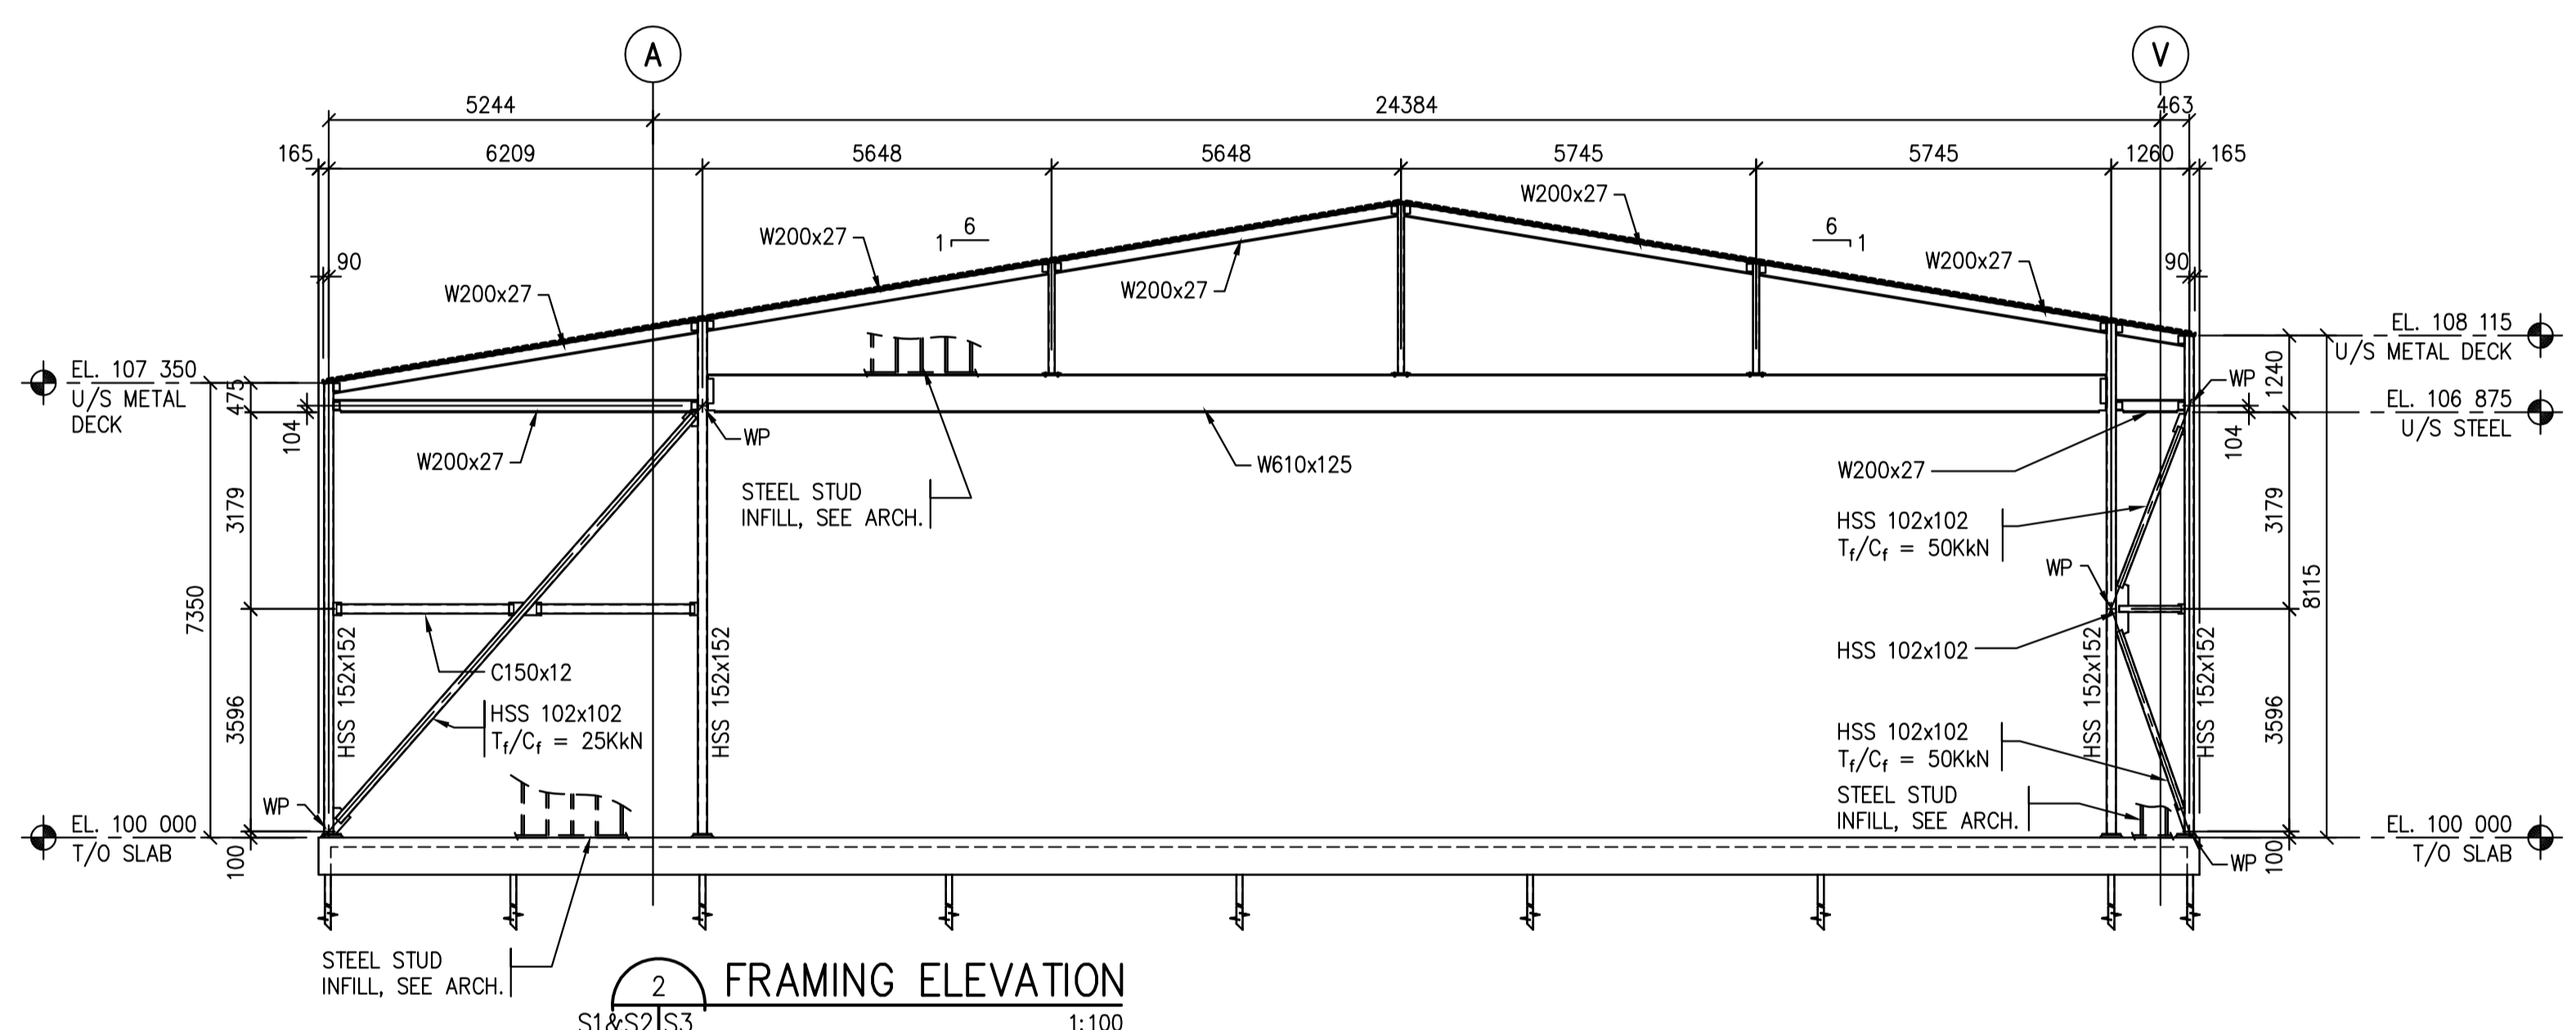 A
V
5244
24384
463
165
6209
5648
5648
5745
5745
1260
165
W200x27
W200x27
1
6
6
1
90
W200x27
W200x27
W200x27
90
EL. 107 350
U/S METAL
DECK
475
104
W200x27
WP
STEEL STUD
INFILL, SEE ARCH.
W610x125
EL. 108 115
U/S METAL DECK
1240
WP
EL. 106 875
U/S STEEL
104
W200x27
HSS 102x102
Tf/Cf = 50KkN
WP
3179
3179
7350
8115
HSS 152x152
HSS 152x152
C150x12
HSS 102x102
Tf/Cf = 25KkN
HSS 102x102
HSS 152x152
HSS 152x152
3596
3596
HSS 102x102
Tf/Cf = 50KkN
STEEL STUD
INFILL, SEE ARCH.
WP
EL. 100 000
T/O SLAB
100
EL. 100 000
T/O SLAB
WP
100
STEEL STUD
INFILL, SEE ARCH.
2
FRAMING ELEVATION
S1&S2 S3
1:100